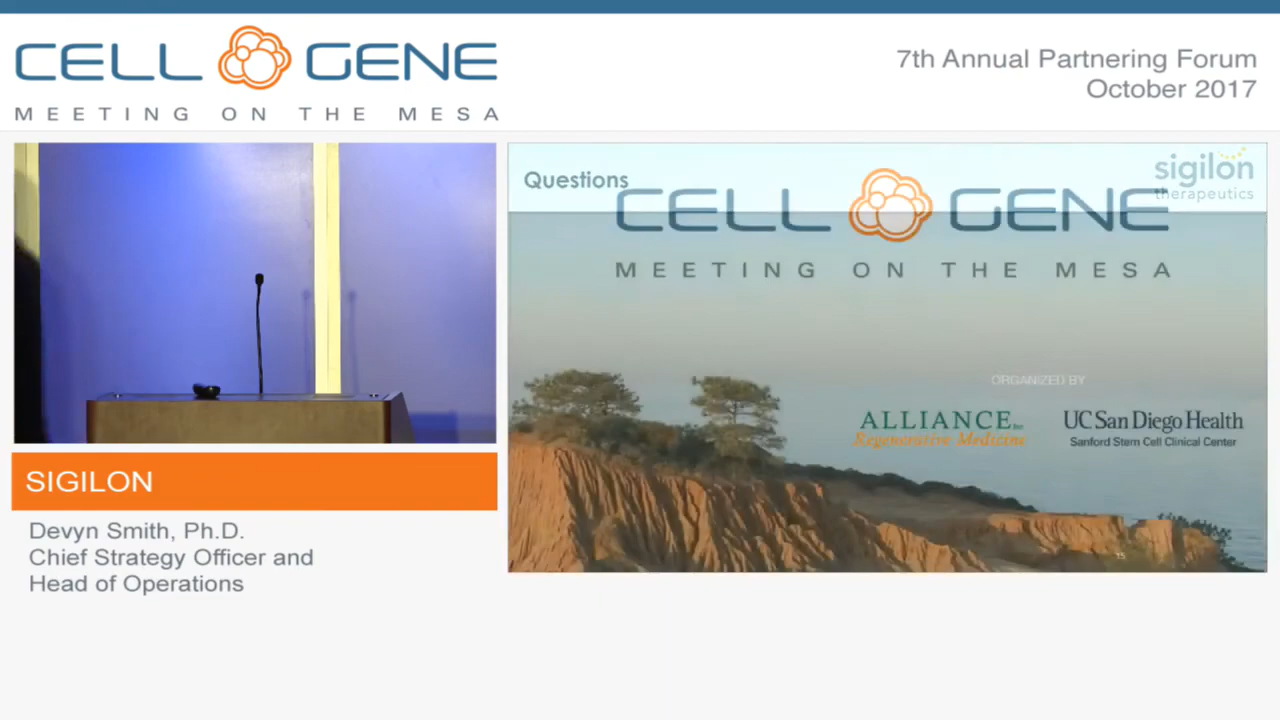 CELL GENE
MEETING ON THE MESA
7th Annual Partnering Forum
October 2017
Questions
sigilon
therapeutics
CELL GENE
MEETING ON THE MESA
ORGANIZED BY
ALLIANCE for
Regenerative Medicine
UC San Diego Health
Sanford Stem Cell Clinical Center
15
SIGILON
Devyn Smith, Ph.D.
Chief Strategy Officer and
Head of Operations